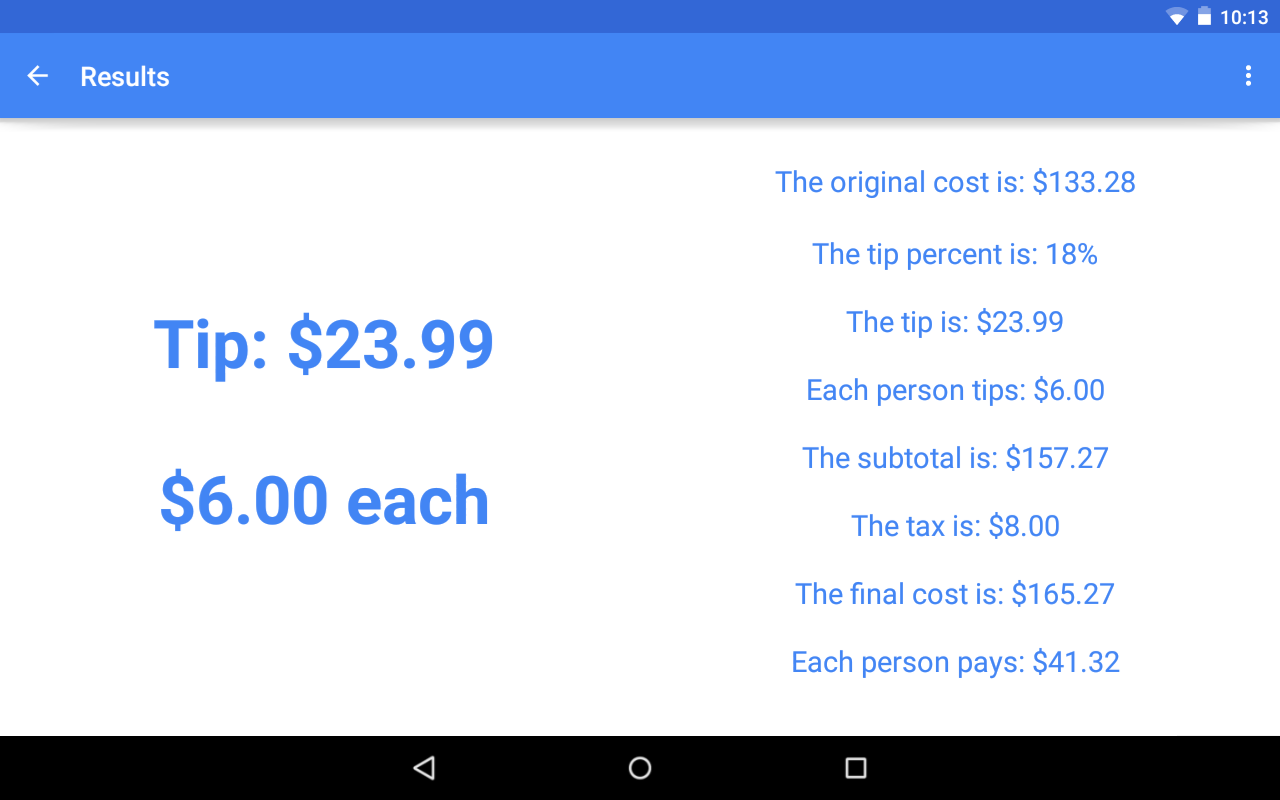 10:13
Results
Tip: $23.99
$6.00 each
The original cost is: $133.28
The tip percent is: 18%
The tip is: $23.99
Each person tips: $6.00
The subtotal is: $157.27
The tax is: $8.00
The final cost is: $165.27
Each person pays: $41.32